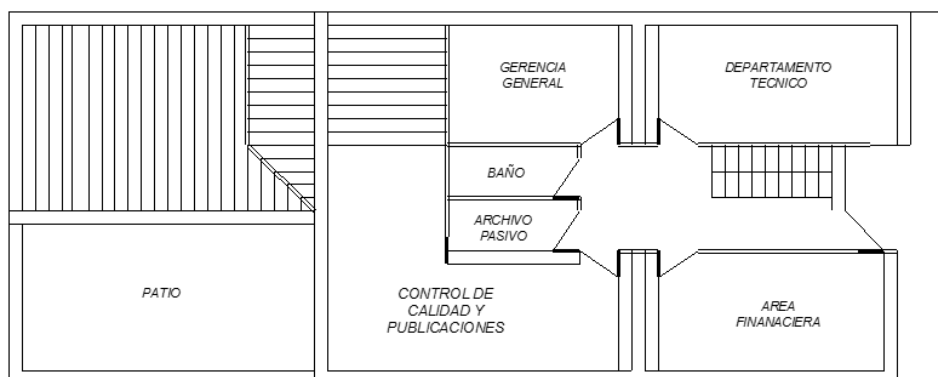 GERENCIA
GENERAL
DEPARTAMENTO
TECNICO
BAÑO
ARCHIVO
PASIVO
PATIO
CONTROL DE
CALIDAD Y
PUBLICACIONES
AREA
FINANACIERA